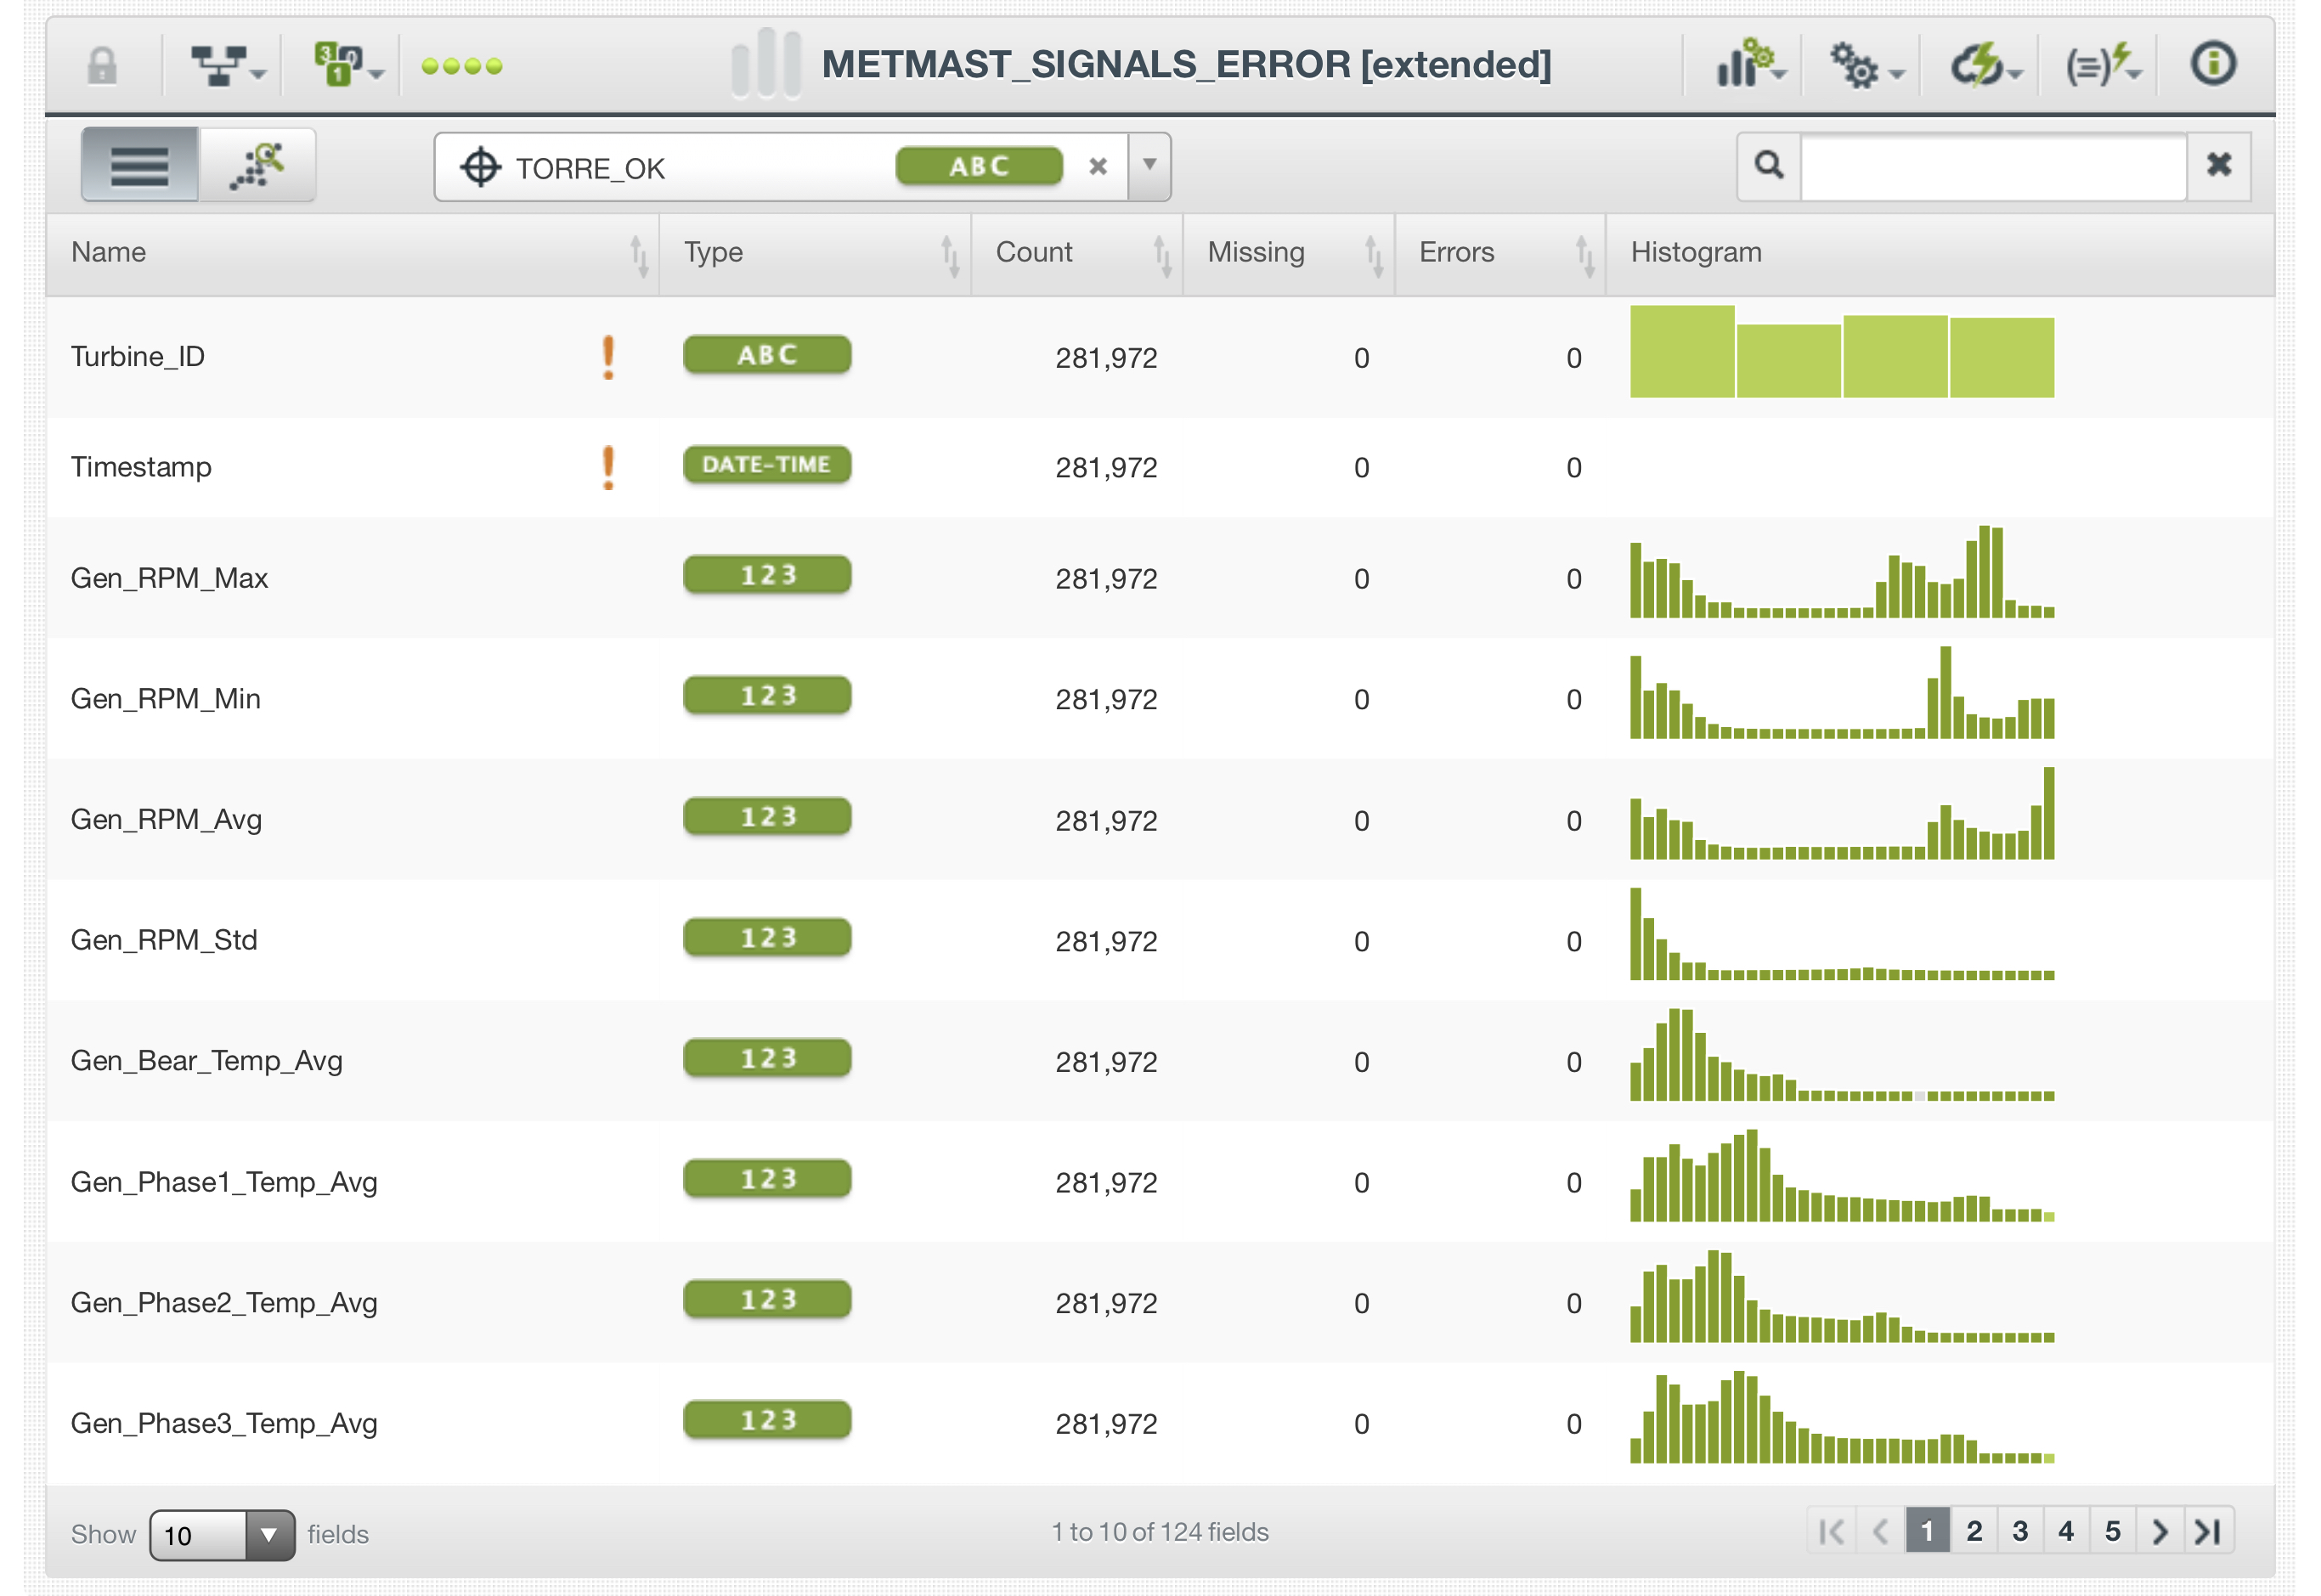 3 0 1 METMAST_SIGNALS_ERROR [extended] (=)
TORRE_OK ABC
Name Type Count Missing Errors Histogram
Turbine_ID ! ABC 281,972 0 0
Timestamp ! DATE-TIME 281,972 0 0
Gen_RPM_Max 123 281,972 0 0
Gen_RPM_Min 123 281,972 0 0
Gen_RPM_Avg 123 281,972 0 0
Gen_RPM_Std 123 281,972 0 0
Gen_Bear_Temp_Avg 123 281,972 0 0
Gen_Phase1_Temp_Avg 123 281,972 0 0
Gen_Phase2_Temp_Avg 123 281,972 0 0
Gen_Phase3_Temp_Avg 123 281,972 0 0
Show 10 fields 1 to 10 of 124 fields 1 2 3 4 5